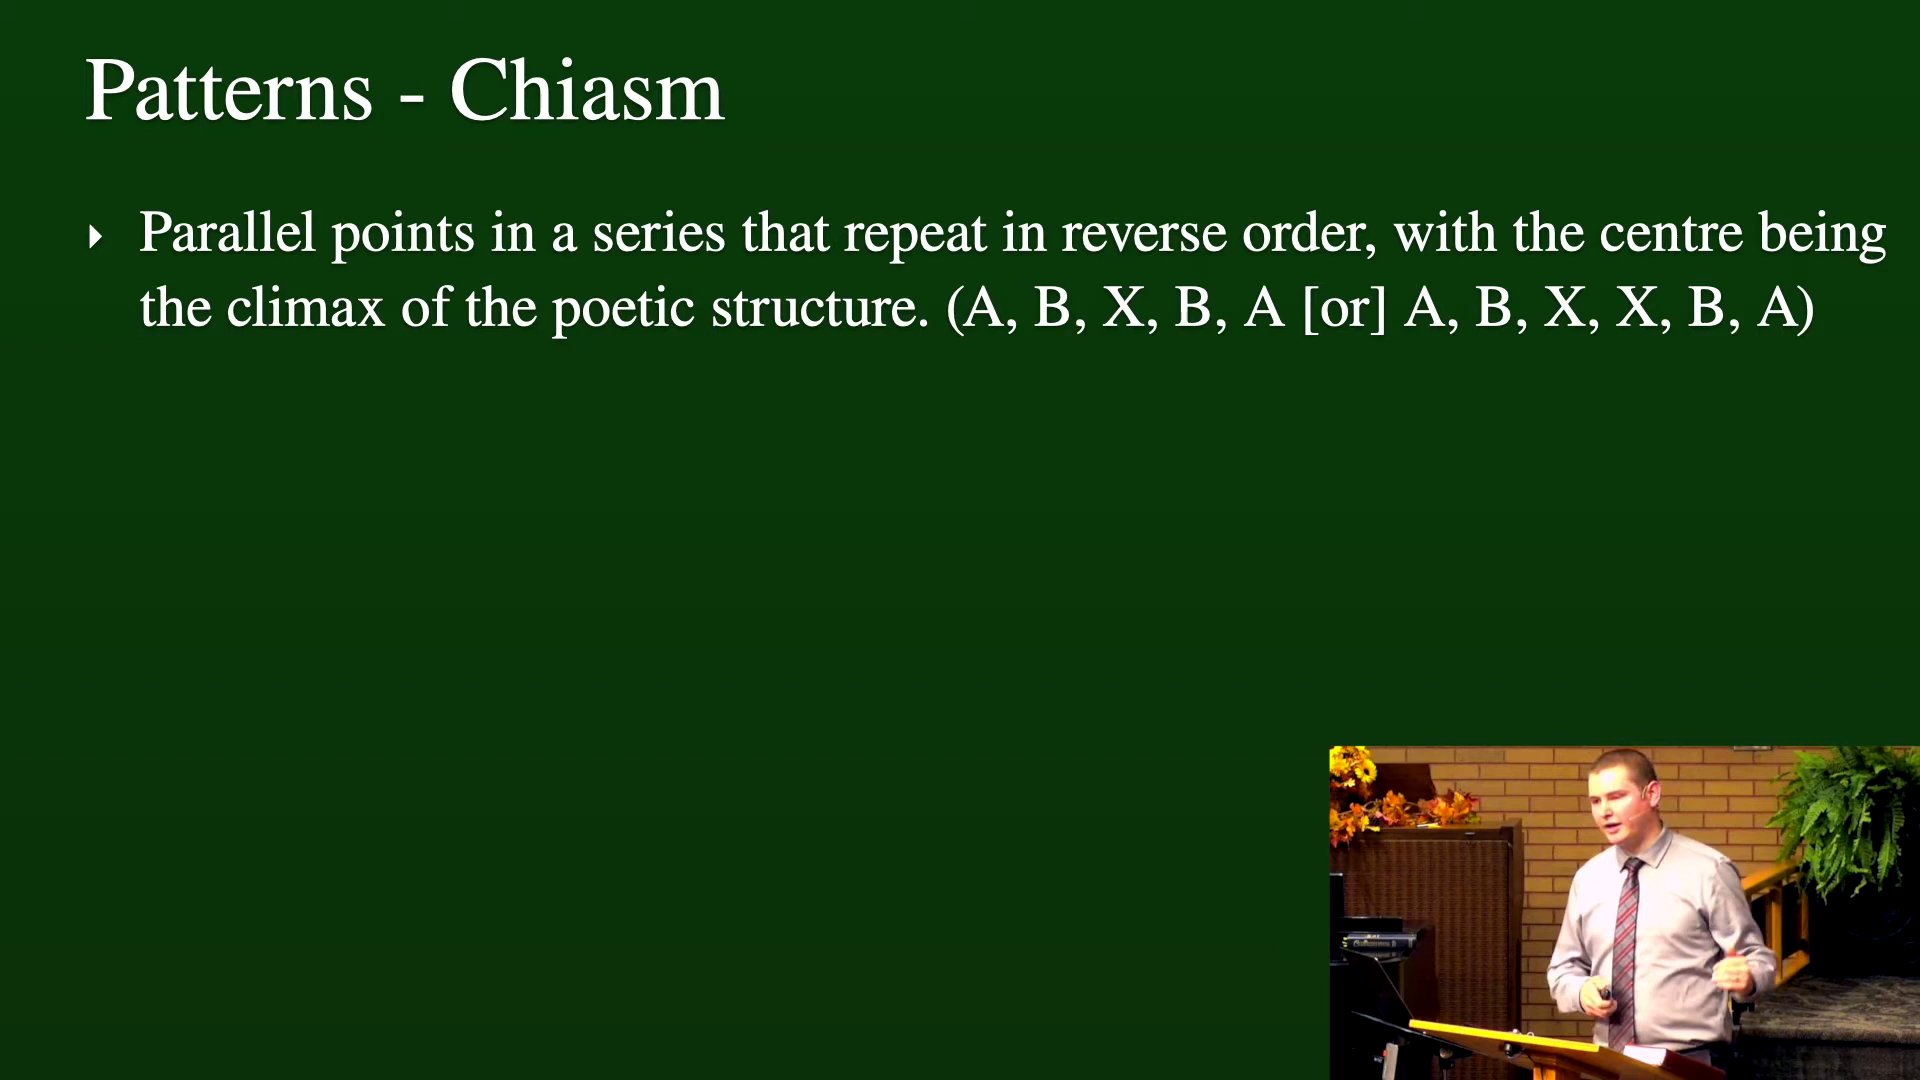 Patterns - Chiasm
‣ Parallel points in a series that repeat in reverse order, with the centre being
the climax of the poetic structure. (A, B, X, B, A [or] A, B, X, X, B, A)